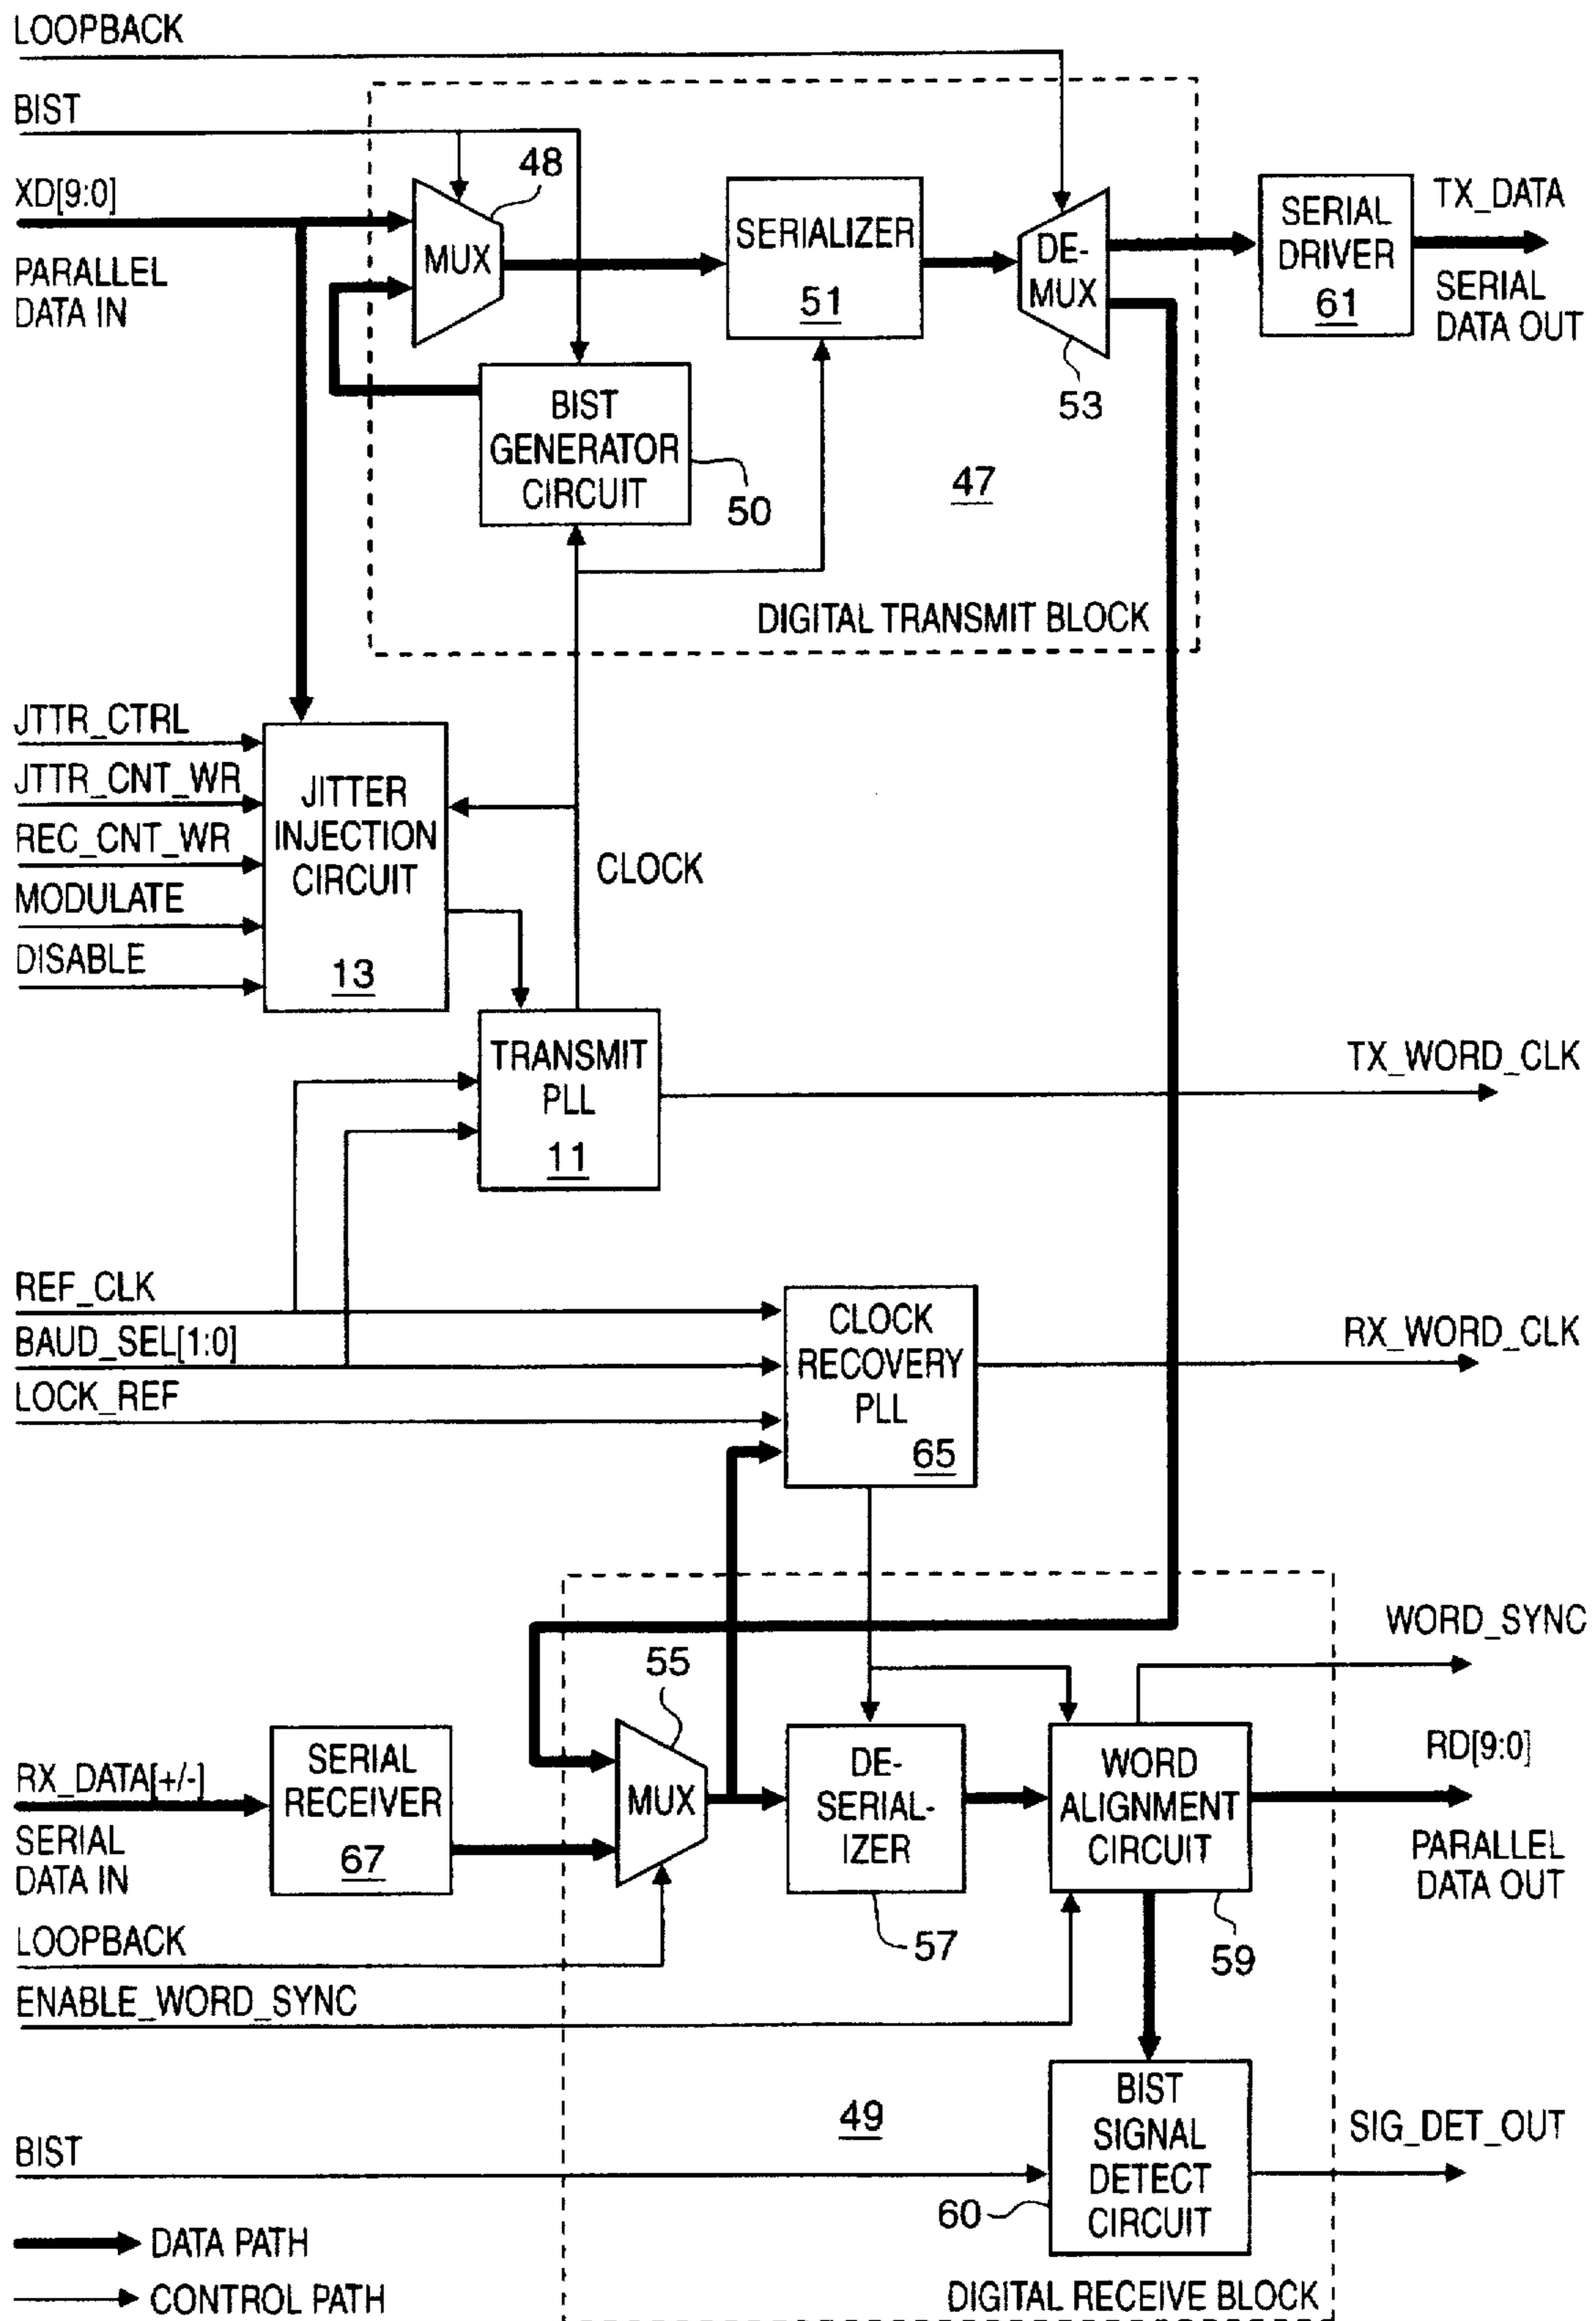 LOOPBACK
BIST
XD[9:0]
PARALLEL
DATA IN
48
MUX
SERIALIZER
51
DE-
MUX
53
SERIAL
DRIVER
61
TX_DATA
SERIAL
DATA OUT
BIST
GENERATOR
CIRCUIT
50
47
DIGITAL TRANSMIT BLOCK
JTTR_CTRL
JTTR_CNT_WR
REC_CNT_WR
MODULATE
DISABLE
JITTER
INJECTION
CIRCUIT
13
CLOCK
TRANSMIT
PLL
11
TX_WORD_CLK
REF_CLK
BAUD_SEL[1:0]
LOCK_REF
CLOCK
RECOVERY
PLL
65
RX_WORD_CLK
WORD_SYNC
RX_DATA[+/-]
SERIAL
DATA IN
SERIAL
RECEIVER
67
55
MUX
DE-
SERIAL-
IZER
57
WORD
ALIGNMENT
CIRCUIT
59
RD[9:0]
PARALLEL
DATA OUT
LOOPBACK
ENABLE_WORD_SYNC
BIST
49
BIST
SIGNAL
DETECT
CIRCUIT
60
SIG_DET_OUT
DATA PATH
CONTROL PATH
DIGITAL RECEIVE BLOCK